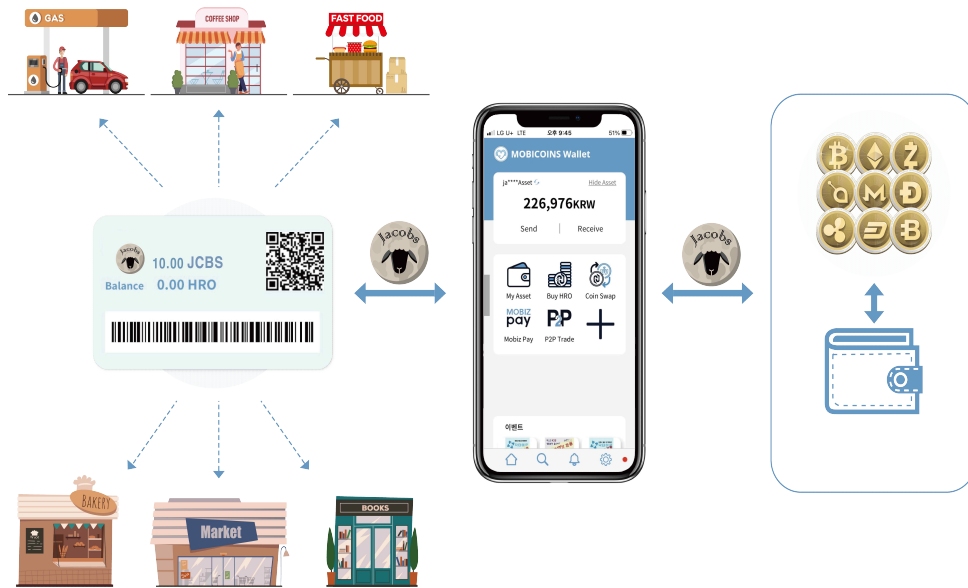 GAS
COFFEE SHOP
FAST FOOD
LG U+ LTE
오후 9:45
51%
MOBICOINS Wallet
ja****Asset
Hide Asset
226,976KRW
Send
Receive
My Asset
Buy HRO
Coin Swap
MOBIZ
pay
P2P
Mobiz Pay
P2P Trade
이벤트
Jacobs
10.00 JCBS
Balance 0.00 HRO
Jacobs
Jacobs
BAKERY
Market
BOOKS